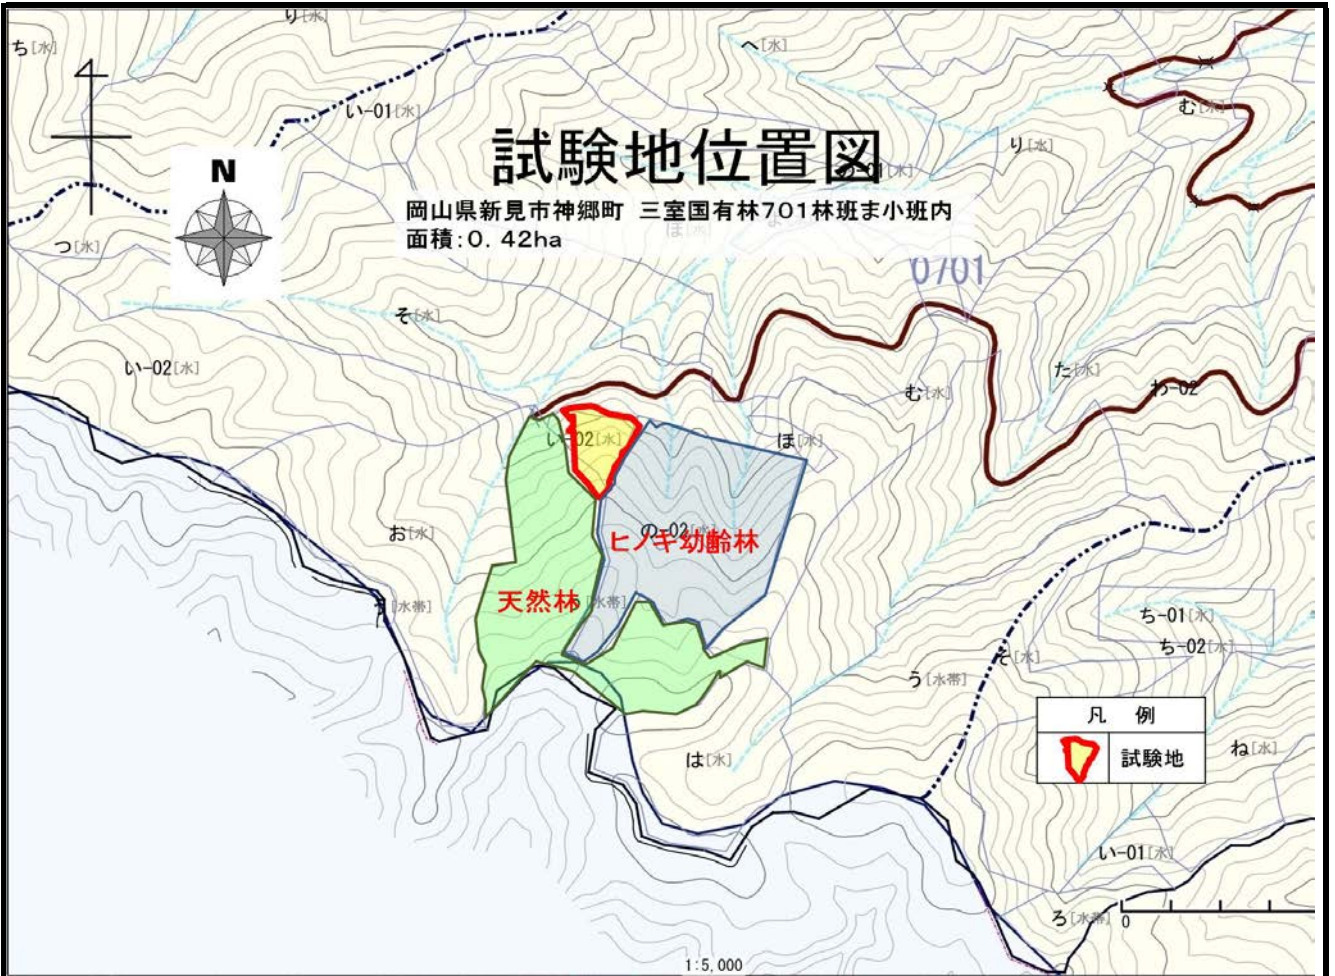 り[水]
ち[水]
へ[水]
い-01[水]
む[水]
試験地位置図
り[水]
N
岡山県新見市神郷町 三室国有林701林班ま小班内
面積:0.42ha
つ[水]
0701
そ[水]
い-02[水]
た[水]
わ-02
む[水]
い-02[水]
ほ[水]
お[水]
の-02[水]
ヒノキ幼齢林
天然林
[水帯]
[水帯]
ち-01[水]
ち-02[水]
そ[水]
う[水帯]
凡 例
試験地
は[水]
ね[水]
い-01[水]
ろ[水帯]
0
1:5,000